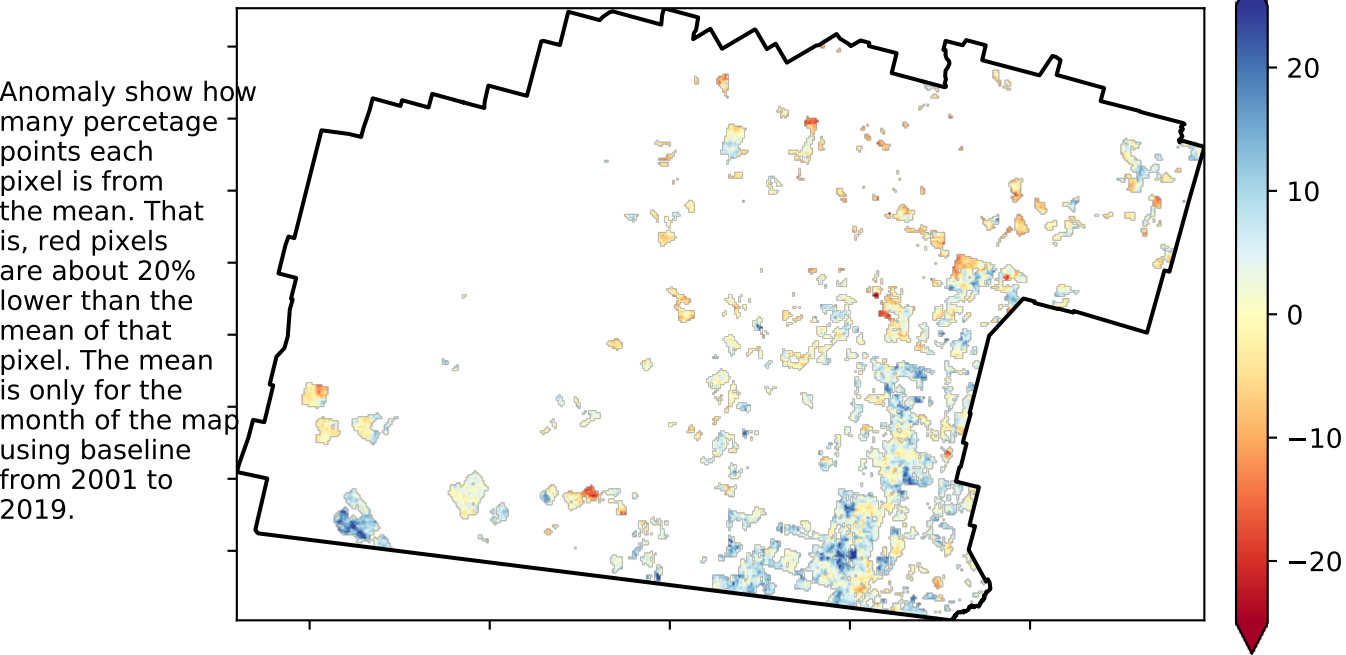 Anomaly show how
many percetage
points each
pixel is from
the mean. That
is, red pixels
are about 20%
lower than the
mean of that
pixel. The mean
is only for the
month of the map
using baseline
from 2001 to
2019.
20
10
0
−10
−20